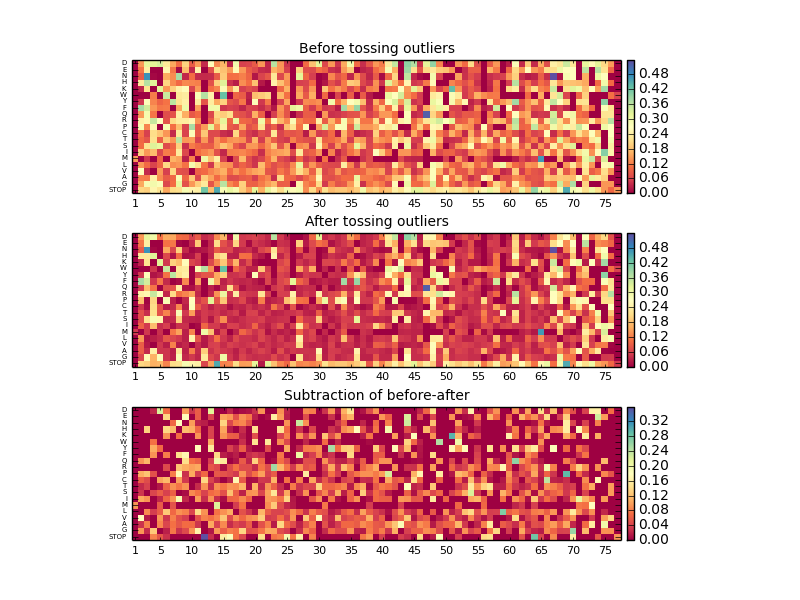 Before tossing outliers
D
E
N
H
K
W
Y
F
Q
R
P
C
T
S
I
M
L
V
A
G
STOP
1 5 10 15 20 25 30 35 40 45 50 55 60 65 70 75
0.48
0.42
0.36
0.30
0.24
0.18
0.12
0.06
0.00
After tossing outliers
D
E
N
H
K
W
Y
F
Q
R
P
C
T
S
I
M
L
V
A
G
STOP
1 5 10 15 20 25 30 35 40 45 50 55 60 65 70 75
0.48
0.42
0.36
0.30
0.24
0.18
0.12
0.06
0.00
Subtraction of before-after
D
E
N
H
K
W
Y
F
Q
R
P
C
T
S
I
M
L
V
A
G
STOP
1 5 10 15 20 25 30 35 40 45 50 55 60 65 70 75
0.32
0.28
0.24
0.20
0.16
0.12
0.08
0.04
0.00